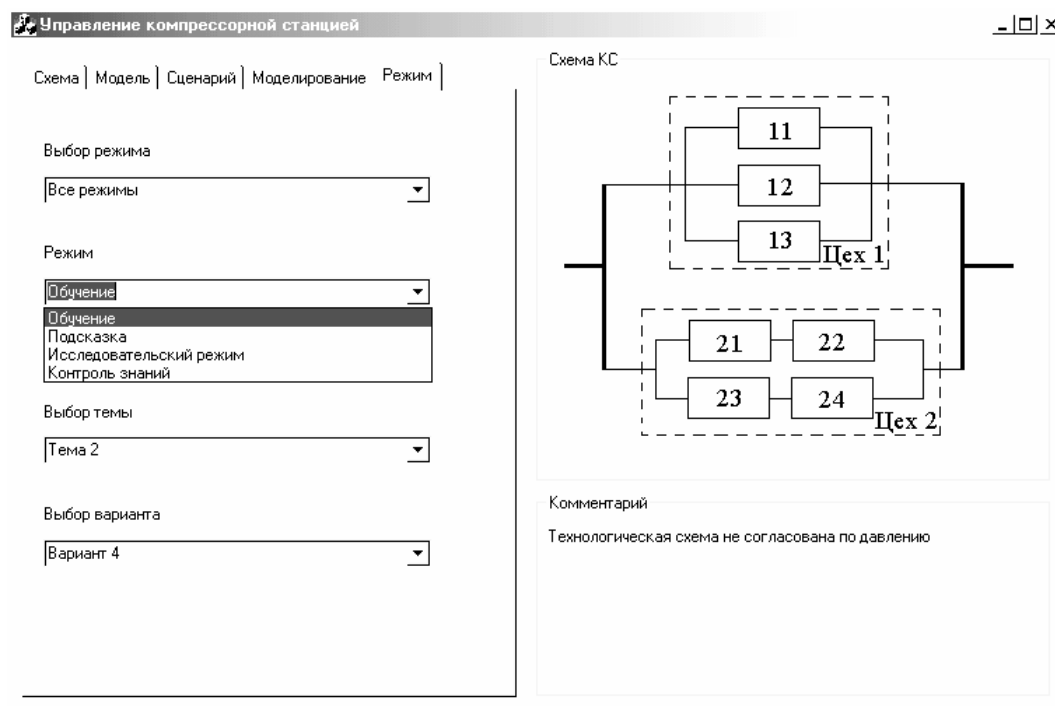 Управление компрессорной станцией
Схема Модель Сценарий Моделирование Режим
Выбор режима
Все режимы
Режим
Обучение
Обучение
Подсказка
Исследовательский режим
Контроль знаний
Выбор темы
Тема 2
Выбор варианта
Вариант 4
Схема КС
11
12
13
Цех 1
21 22
23 24
Цех 2
Комментарий
Технологическая схема не согласована по давлению